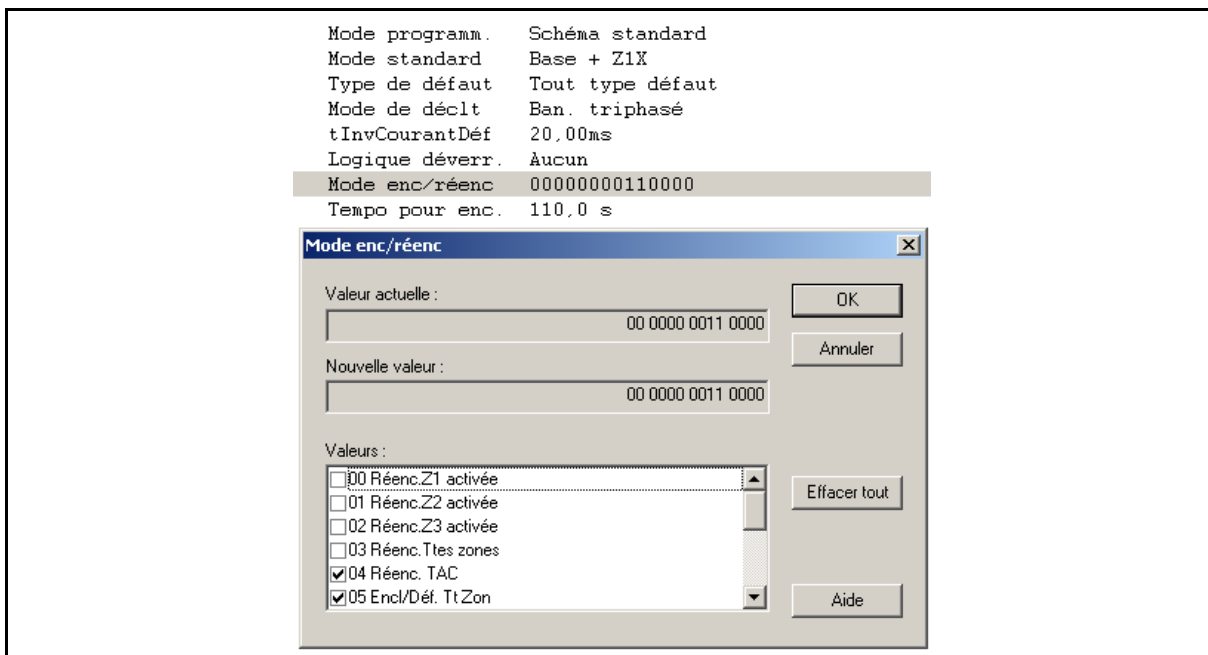 Mode programm. Schéma standard
Mode standard Base + Z1X
Type de défaut Tout type défaut
Mode de déclt Ban. triphasé
tInvCourantDéf 20,00ms
Logique déverr. Aucun
Mode enc/réenc 00000000110000
Tempo pour enc. 110,0 s
Mode enc/réenc
Valeur actuelle :
00 0000 0011 0000
OK
Annuler
Nouvelle valeur :
00 0000 0011 0000
Valeurs :
00 Réenc.Z1 activée
01 Réenc.Z2 activée
02 Réenc.Z3 activée
03 Réenc.Ttes zones
04 Réenc. TAC
05 Encl/Déf. Tt Zon
Effacer tout
Aide